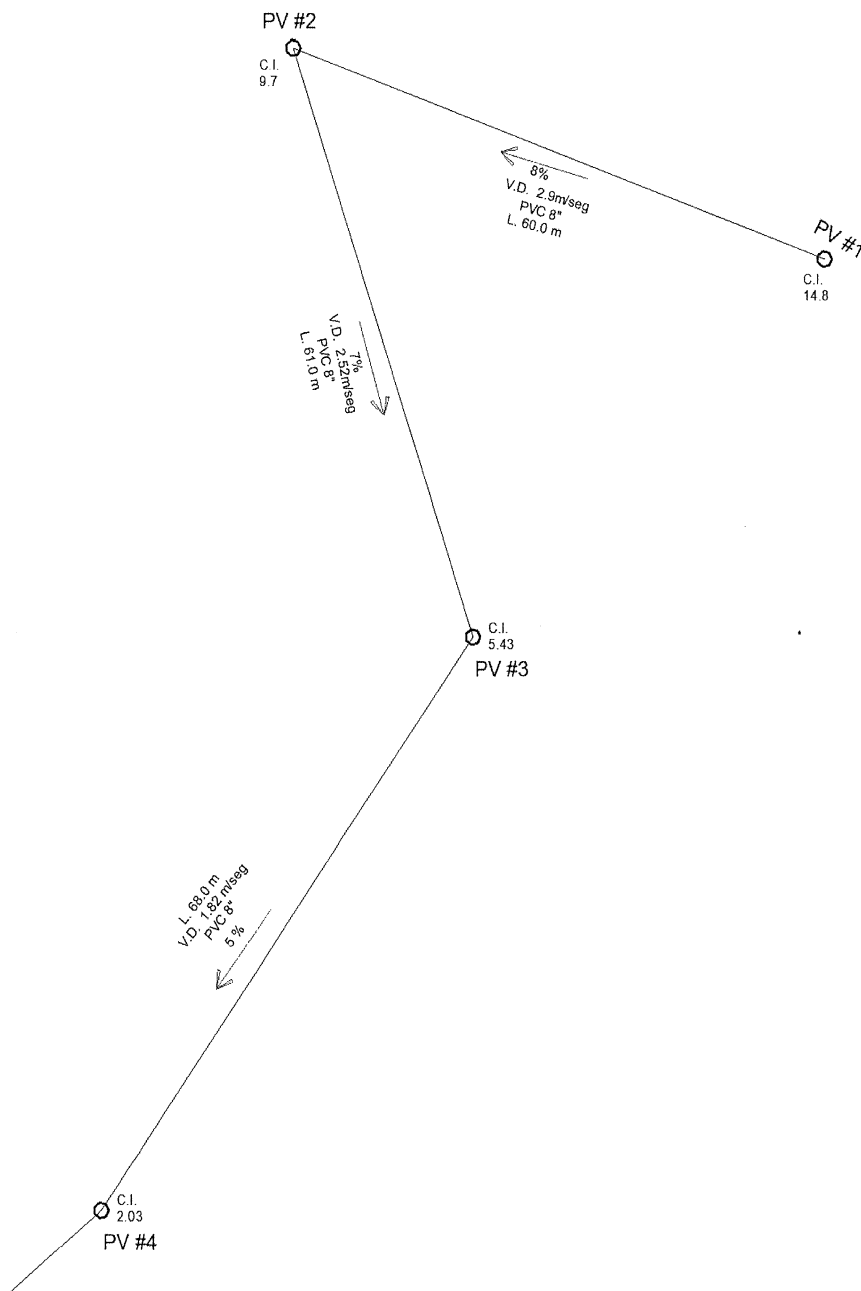 PV #2
C.I.
9.7
8%
V.D. 2.9m/seg
PVC 8"
L. 60.0 m
PV #1
C.I.
14.8
7%
V.D. 2.52m/seg
PVC 8"
L. 61.0 m
C.I.
5.43
PV #3
L. 68.0 m
V.D. 1.82 m/seg
PVC 8"
5 %
C.I.
2.03
PV #4